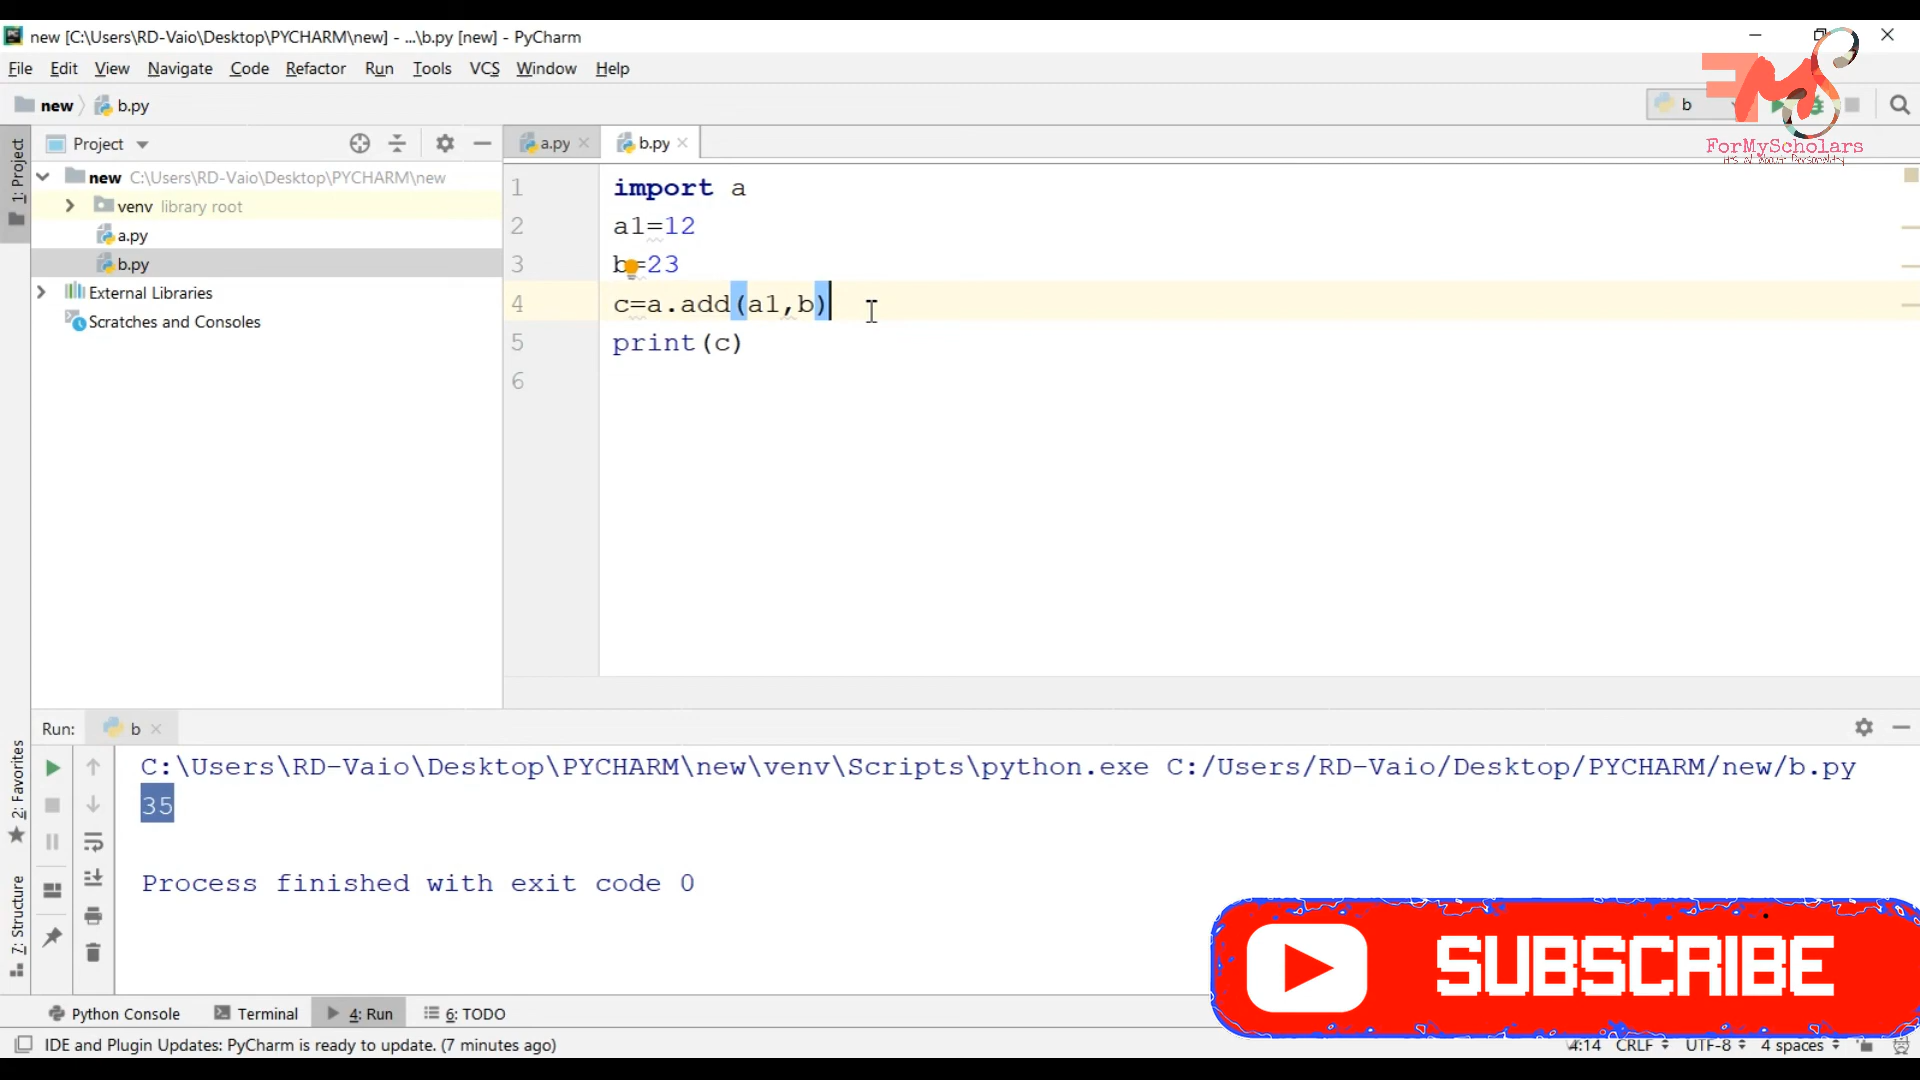 new [C:\Users\RD-Vaio\Desktop\PYCHARM\new] - ...\b.py [new] - PyCharm
File Edit View Navigate Code Refactor Run Tools VCS Window Help
new b.py
b
FMS
ForMyScholars
it's al About Personality
1: Project
Project
a.py
b.py
new C:\Users\RD-Vaio\Desktop\PYCHARM\new
venv library root
a.py
b.py
External Libraries
Scratches and Consoles
1 import a
2 a1=12
3 b=23
4 c=a.add(a1,b)
5 print(c)
6
2: Favorites
7: Structure
Run: b
C:\Users\RD-Vaio\Desktop\PYCHARM\new\venv\Scripts\python.exe C:/Users/RD-Vaio/Desktop/PYCHARM/new/b.py
35
Process finished with exit code 0
SUBSCRIBE
Python Console Terminal 4: Run 6: TODO
IDE and Plugin Updates: PyCharm is ready to update. (7 minutes ago)
4:14 CRLF UTF-8 4 spaces